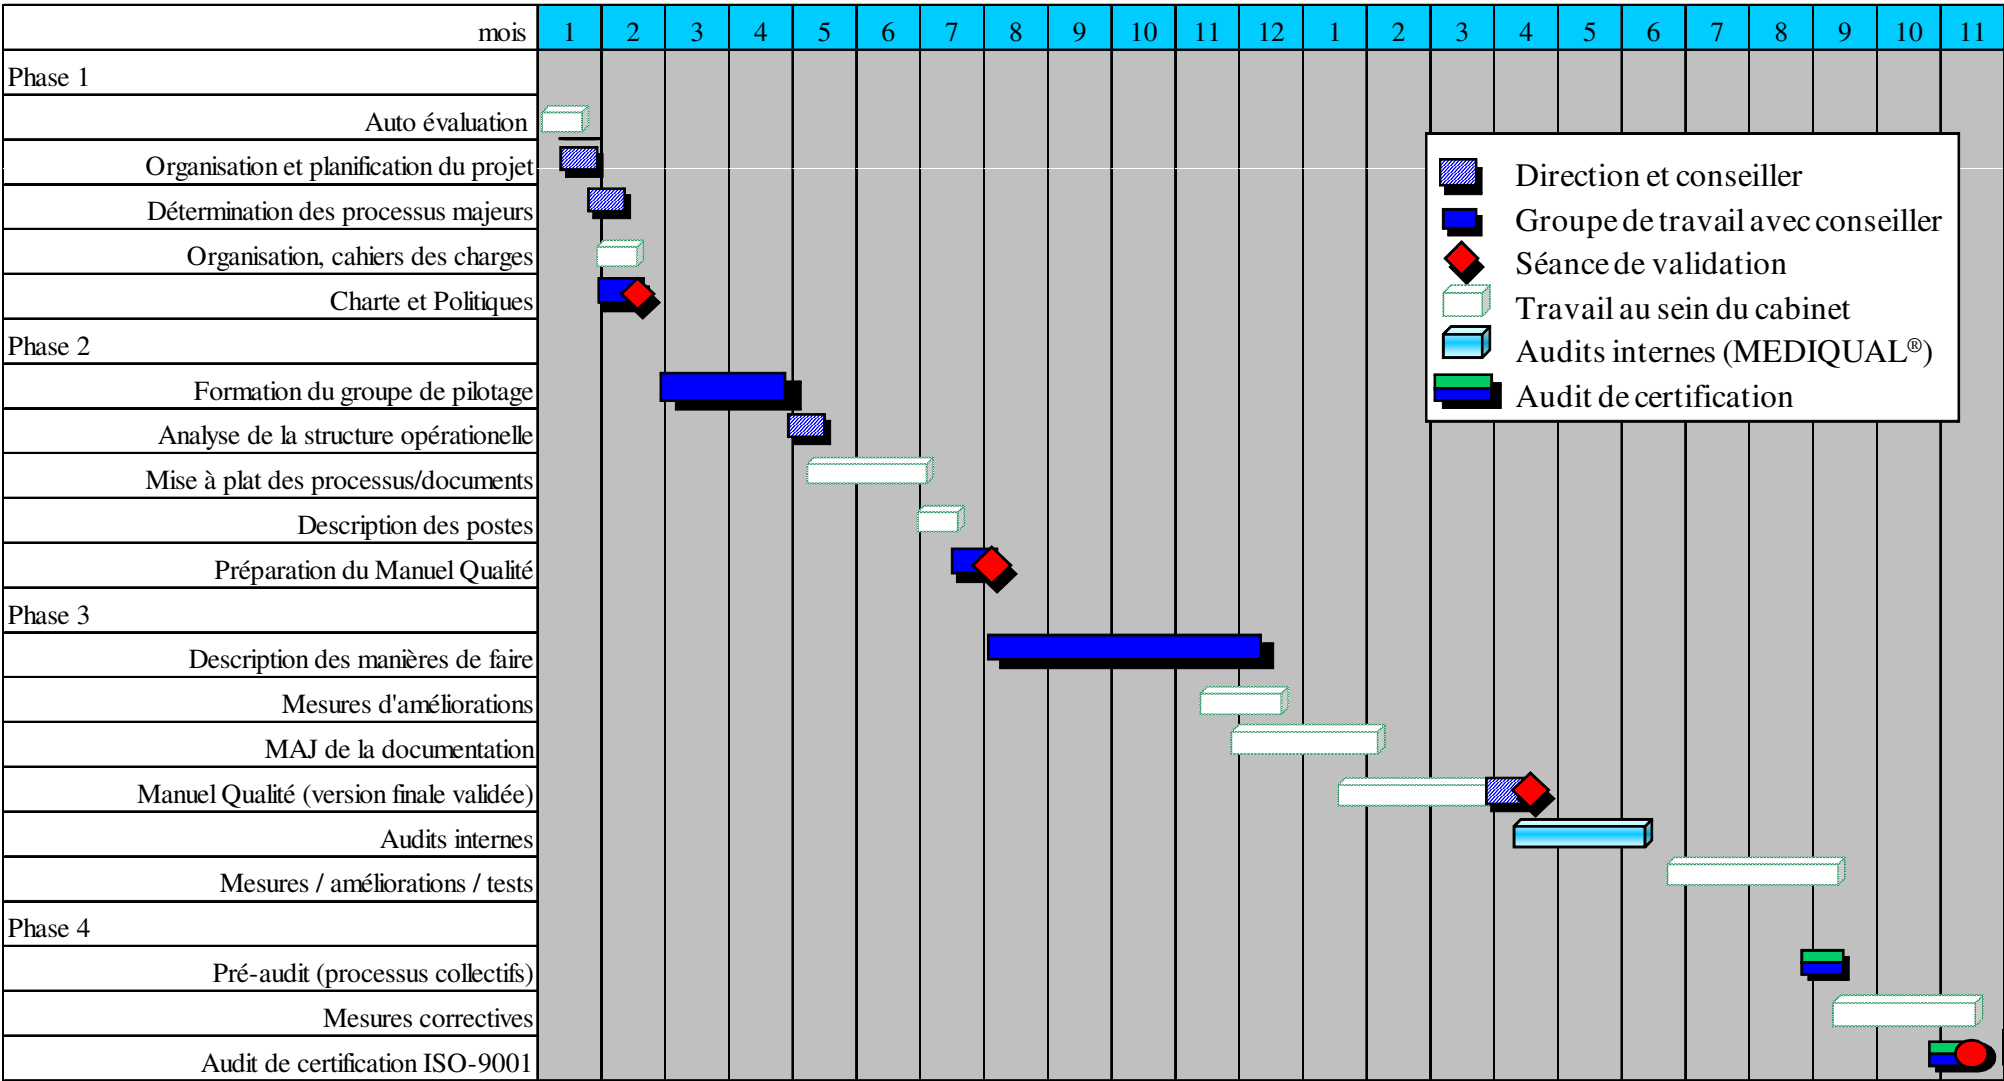 mois 1 2 3 4 5 6 7 8 9 10 11 12 1 2 3 4 5 6 7 8 9 10 11
Phase 1
Auto évaluation
Organisation et planification du projet
Détermination des processus majeurs
Organisation, cahiers des charges
Charte et Politiques
Phase 2
Formation du groupe de pilotage
Analyse de la structure opérationelle
Mise à plat des processus/documents
Description des postes
Préparation du Manuel Qualité
Phase 3
Description des manières de faire
Mesures d'améliorations
MAJ de la documentation
Manuel Qualité (version finale validée)
Audits internes
Mesures / améliorations / tests
Phase 4
Pré-audit (processus collectifs)
Mesures correctives
Audit de certification ISO-9001
Direction et conseiller
Groupe de travail avec conseiller
Séance de validation
Travail au sein du cabinet
Audits internes (MEDIQUAL®)
Audit de certification